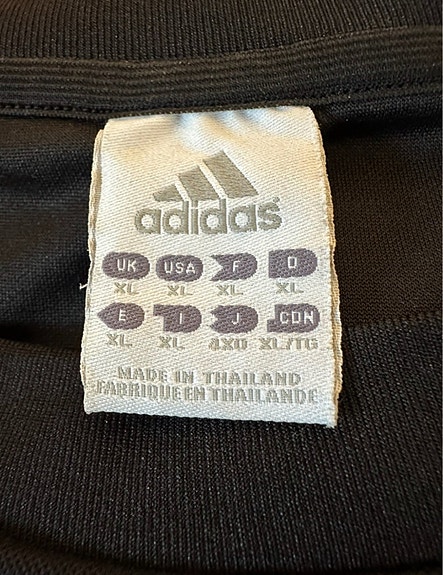 adidas
UK USA F D
XL XL XL XL
E I J CDN
XL XL 4XO XL/TG
MADE IN THAILAND
FABRIQUE EN THAILANDE